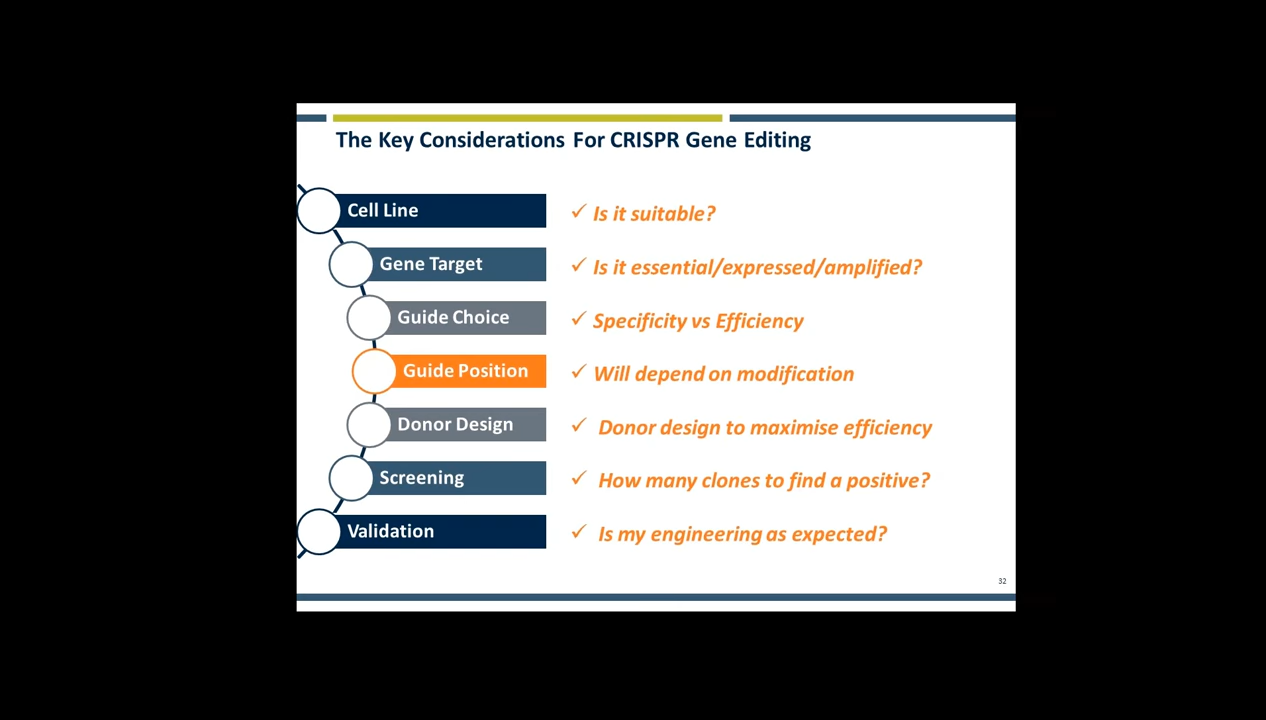 The Key Considerations For CRISPR Gene Editing
Cell Line
✓ Is it suitable?
Gene Target
✓ Is it essential/expressed/amplified?
Guide Choice
✓ Specificity vs Efficiency
Guide Position
✓ Will depend on modification
Donor Design
✓ Donor design to maximise efficiency
Screening
✓ How many clones to find a positive?
Validation
✓ Is my engineering as expected?
32